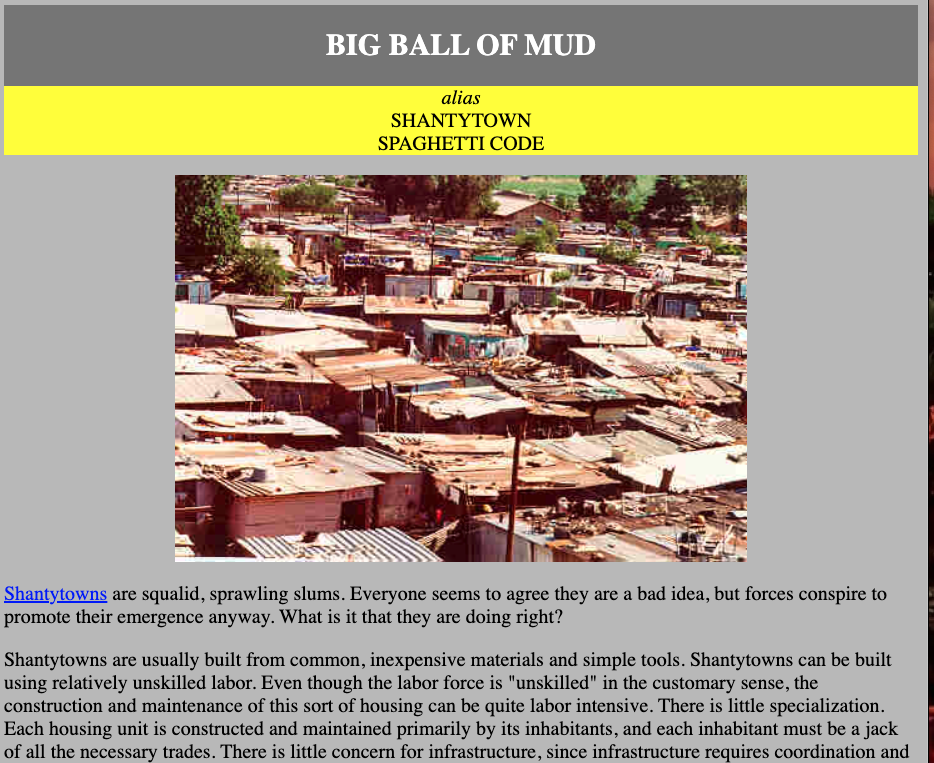 BIG BALL OF MUD
alias
SHANTYTOWN
SPAGHETTI CODE
Shantytowns are squalid, sprawling slums. Everyone seems to agree they are a bad idea, but forces conspire to
promote their emergence anyway. What is it that they are doing right?
Shantytowns are usually built from common, inexpensive materials and simple tools. Shantytowns can be built
using relatively unskilled labor. Even though the labor force is "unskilled" in the customary sense, the
construction and maintenance of this sort of housing can be quite labor intensive. There is little specialization.
Each housing unit is constructed and maintained primarily by its inhabitants, and each inhabitant must be a jack
of all the necessary trades. There is little concern for infrastructure, since infrastructure requires coordination and